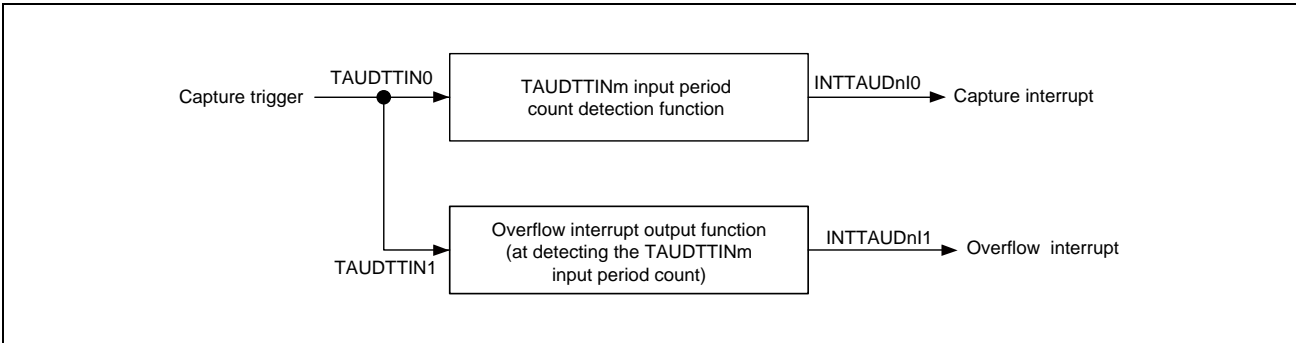 Capture trigger
TAUDTTIN0
TAUDTTINm input period
count detection function
INTTAUDnI0
Capture interrupt
TAUDTTIN1
Overflow interrupt output function
(at detecting the TAUDTTINm
input period count)
INTTAUDnI1
Overflow interrupt